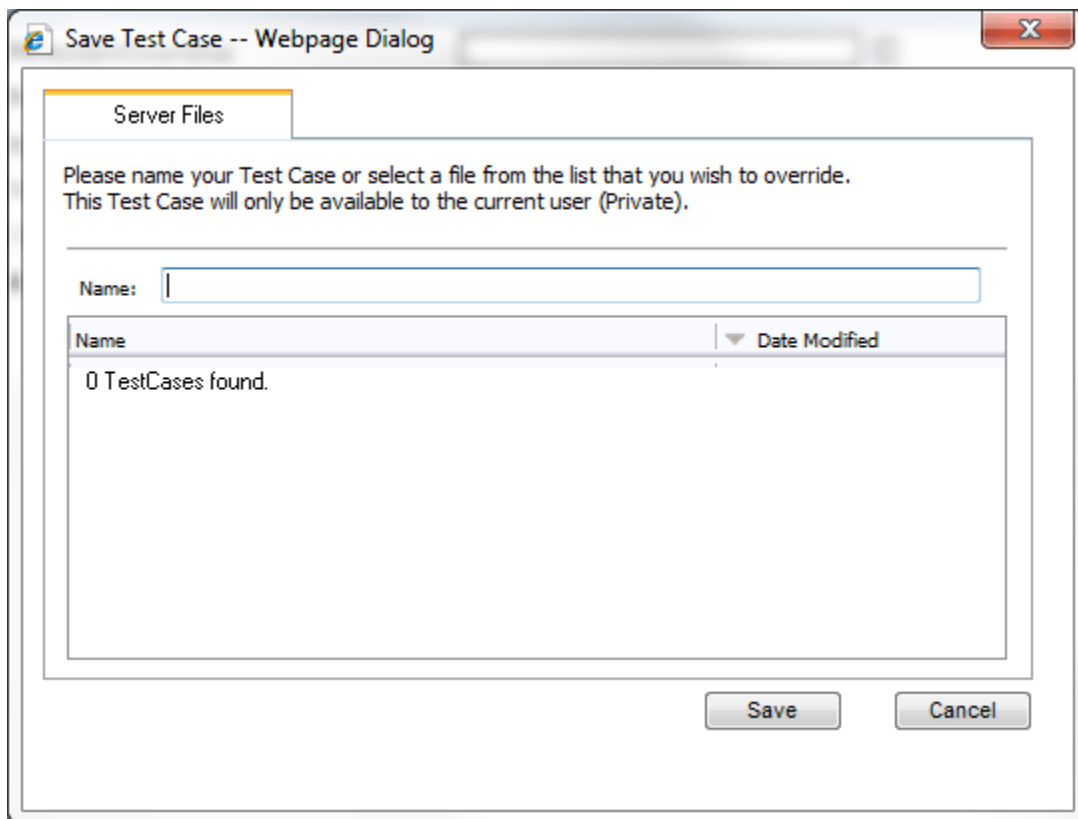 Save Test Case -- Webpage Dialog
X
Server Files
Please name your Test Case or select a file from the list that you wish to override.
This Test Case will only be available to the current user (Private).
Name:
Name Date Modified
0 TestCases found.
Save Cancel